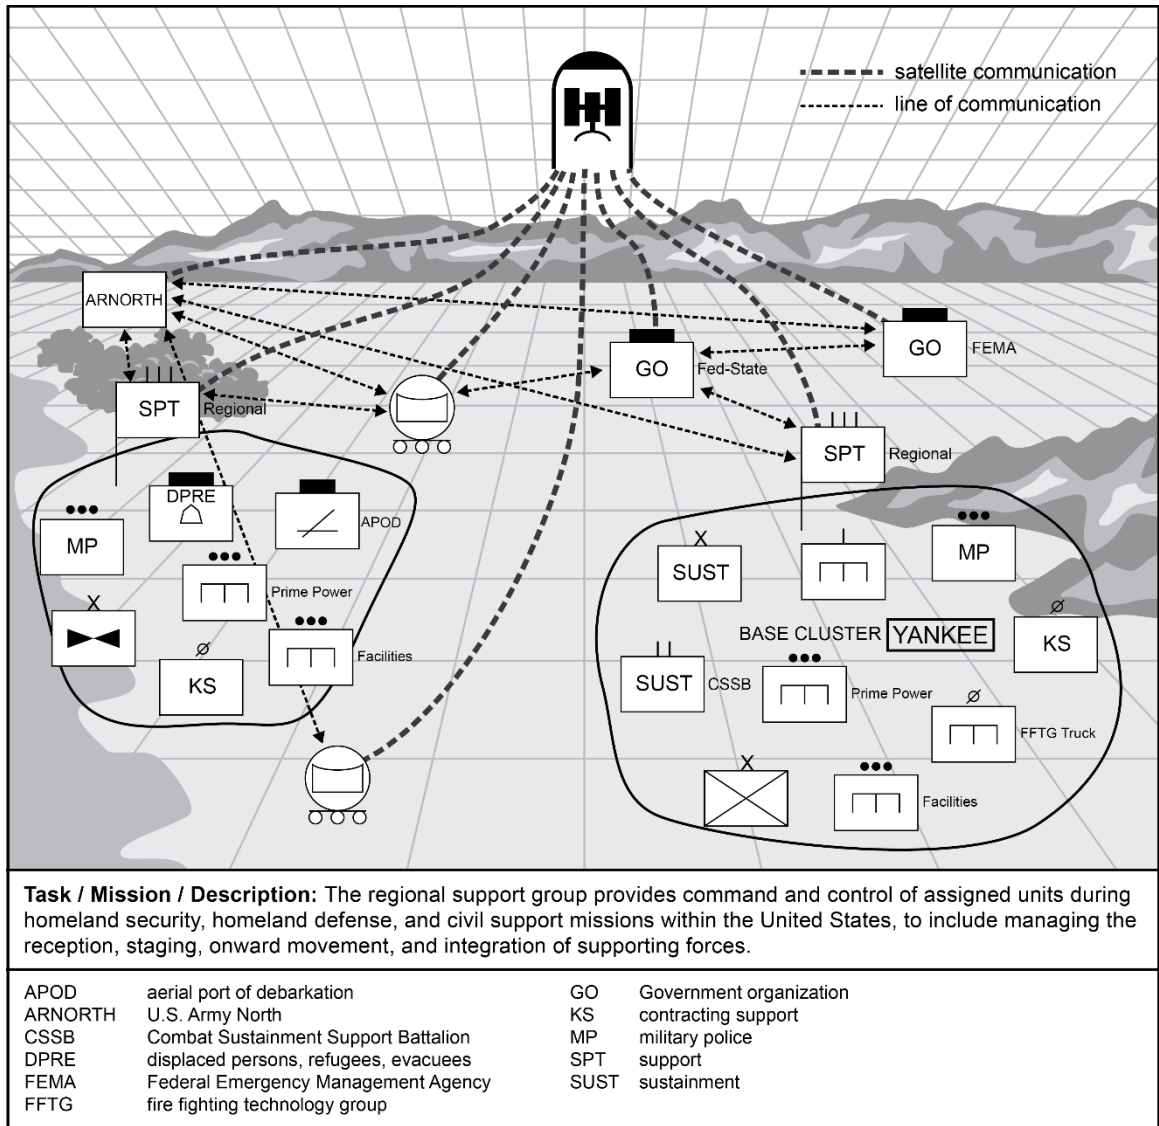 satellite communication
line of communication
ARNORTH
GO
FEMA
GO
Fed-State
SPT
Regional
SPT
Regional
DPRE
APOD
MP
MP
X
SUST
Prime Power
BASE CLUSTER YANKEE
KS
X
Facilities
KS
SUST
CSSB
Prime Power
FFTG Truck
X
Facilities
Task / Mission / Description: The regional support group provides command and control of assigned units during
homeland security, homeland defense, and civil support missions within the United States, to include managing the
reception, staging, onward movement, and integration of supporting forces.
APOD aerial port of debarkation
ARNORTH U.S. Army North
CSSB Combat Sustainment Support Battalion
DPRE displaced persons, refugees, evacuees
FEMA Federal Emergency Management Agency
FFTG fire fighting technology group
GO Government organization
KS contracting support
MP military police
SPT support
SUST sustainment